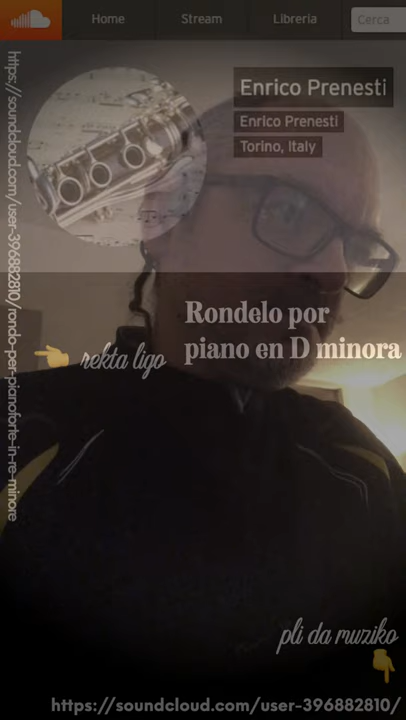 Home
Stream
Libreria
Cerca
Enrico Prenesti
Enrico Prenesti
Torino, Italy
https://soundcloud.com/user-396882810/rondo-per-pianoforte-in-re-minore
Rondelo por
piano en D minora
rekta ligo
pli da muziko
https://soundcloud.com/user-396882810/